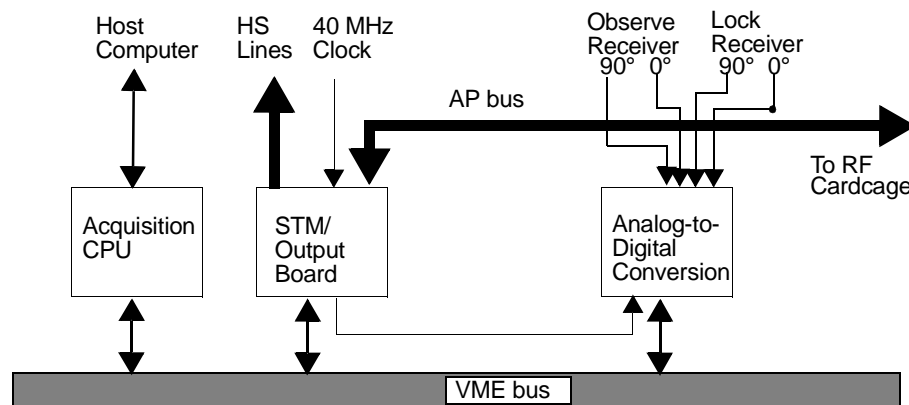 Host
Computer
HS
Lines
40 MHz
Clock
Observe
Receiver
90° 0°
Lock
Receiver
90° 0°
AP bus
To RF
Cardcage
Acquisition
CPU
STM/
Output
Board
Analog-to-
Digital
Conversion
VME bus